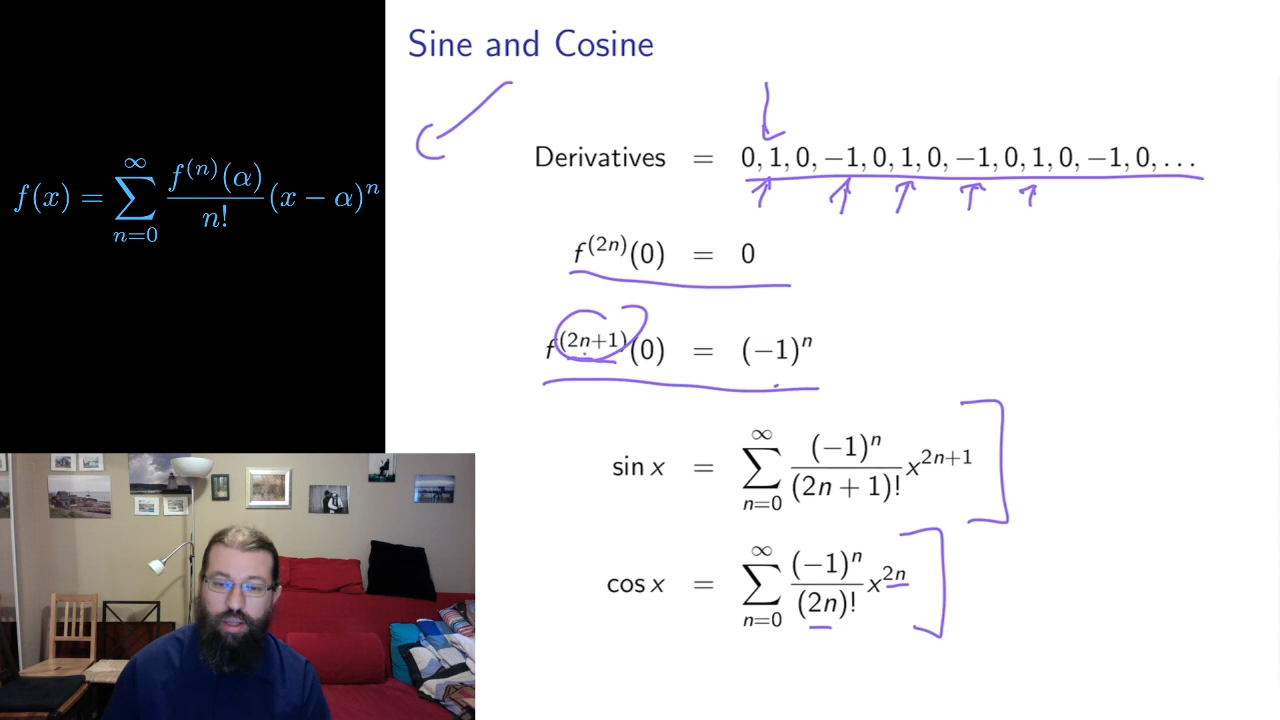 Sine and Cosine
f(x) = ∑_{n=0}^{∞} f^{(n)}(α)/n! (x − α)^n
Derivatives = 0, 1, 0, −1, 0, 1, 0, −1, 0, 1, 0, −1, 0, . . .
f^{(2n)}(0) = 0
f^{(2n+1)}(0) = (−1)^n
sin x = ∑_{n=0}^{∞} (−1)^n/(2n + 1)! x^{2n+1}
cos x = ∑_{n=0}^{∞} (−1)^n/(2n)! x^{2n}